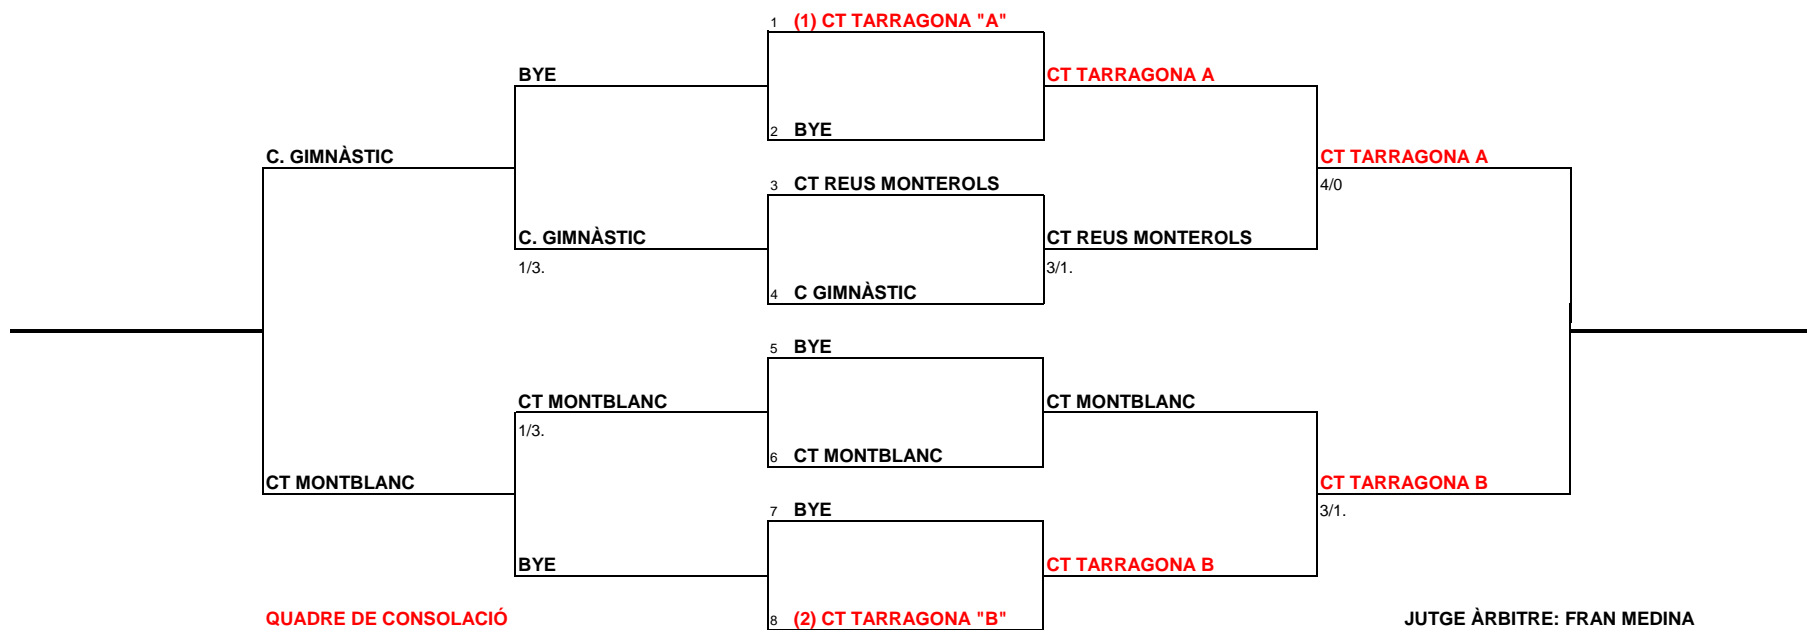 1 (1) CT TARRAGONA "A"
BYE
CT TARRAGONA A
2 BYE
C. GIMNÀSTIC
CT TARRAGONA A
3 CT REUS MONTEROLS
4/0
C. GIMNÀSTIC
CT REUS MONTEROLS
1/3.
3/1.
4 C GIMNÀSTIC
5 BYE
CT MONTBLANC
CT MONTBLANC
1/3.
6 CT MONTBLANC
CT MONTBLANC
CT TARRAGONA B
7 BYE
3/1.
BYE
CT TARRAGONA B
QUADRE DE CONSOLACIÓ
8 (2) CT TARRAGONA "B"
JUTGE ÀRBITRE: FRAN MEDINA